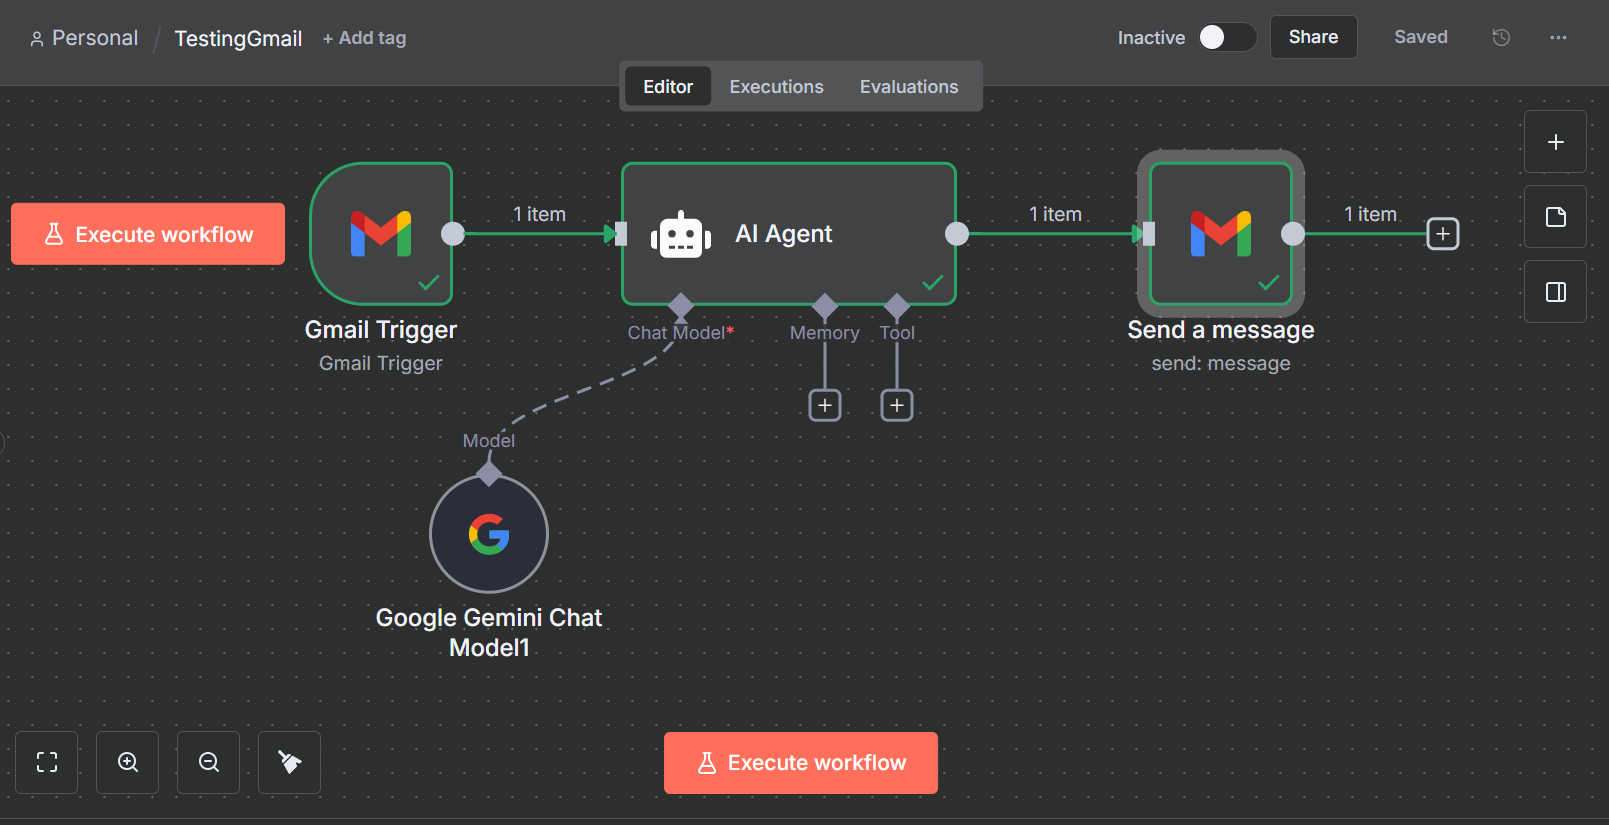 Personal / TestingGmail + Add tag
Inactive
Share
Saved
Editor Executions Evaluations
Execute workflow
1 item
AI Agent
1 item
1 item
Gmail Trigger
Gmail Trigger
Chat Model*
Memory
Tool
Send a message
send: message
Model
Google Gemini Chat
Model1
Execute workflow